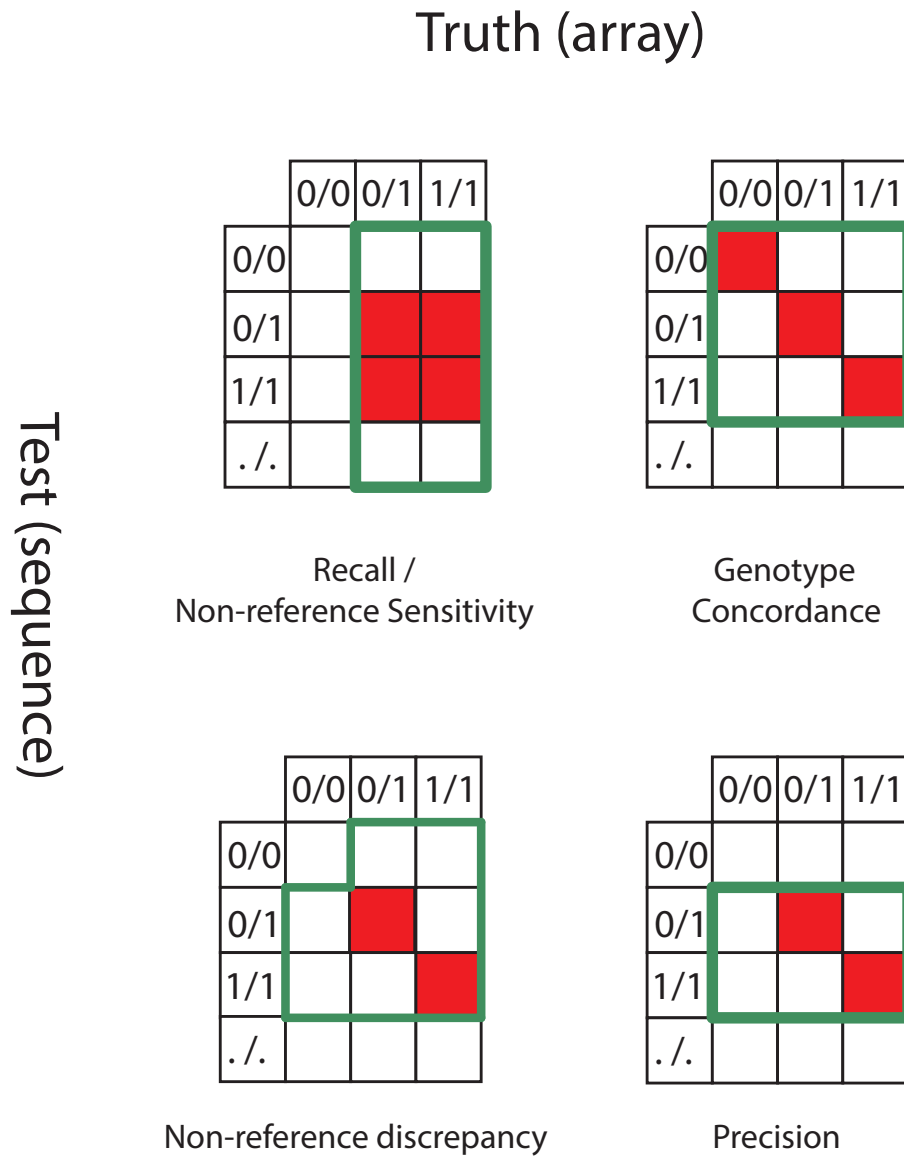 Truth (array)
Test (sequence)
0/0 0/1 1/1
0/0
0/1
1/1
./.
Recall /
Non-reference Sensitivity
0/0 0/1 1/1
0/0
0/1
1/1
./.
Genotype
Concordance
0/0 0/1 1/1
0/0
0/1
1/1
./.
Non-reference discrepancy
0/0 0/1 1/1
0/0
0/1
1/1
./.
Precision